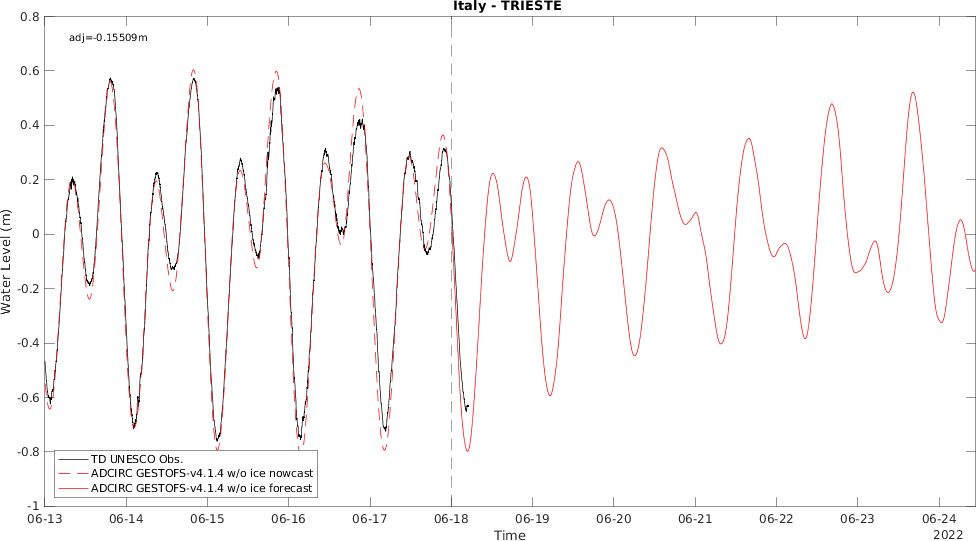 Italy - TRIESTE
adj=-0.15509m
Water Level (m)
0.8
0.6
0.4
0.2
0
-0.2
-0.4
-0.6
-0.8
-1
TD UNESCO Obs.
ADCIRC GESTOFS-v4.1.4 w/o ice nowcast
ADCIRC GESTOFS-v4.1.4 w/o ice forecast
06-13 06-14 06-15 06-16 06-17 06-18 06-19 06-20 06-21 06-22 06-23 06-24
Time
2022